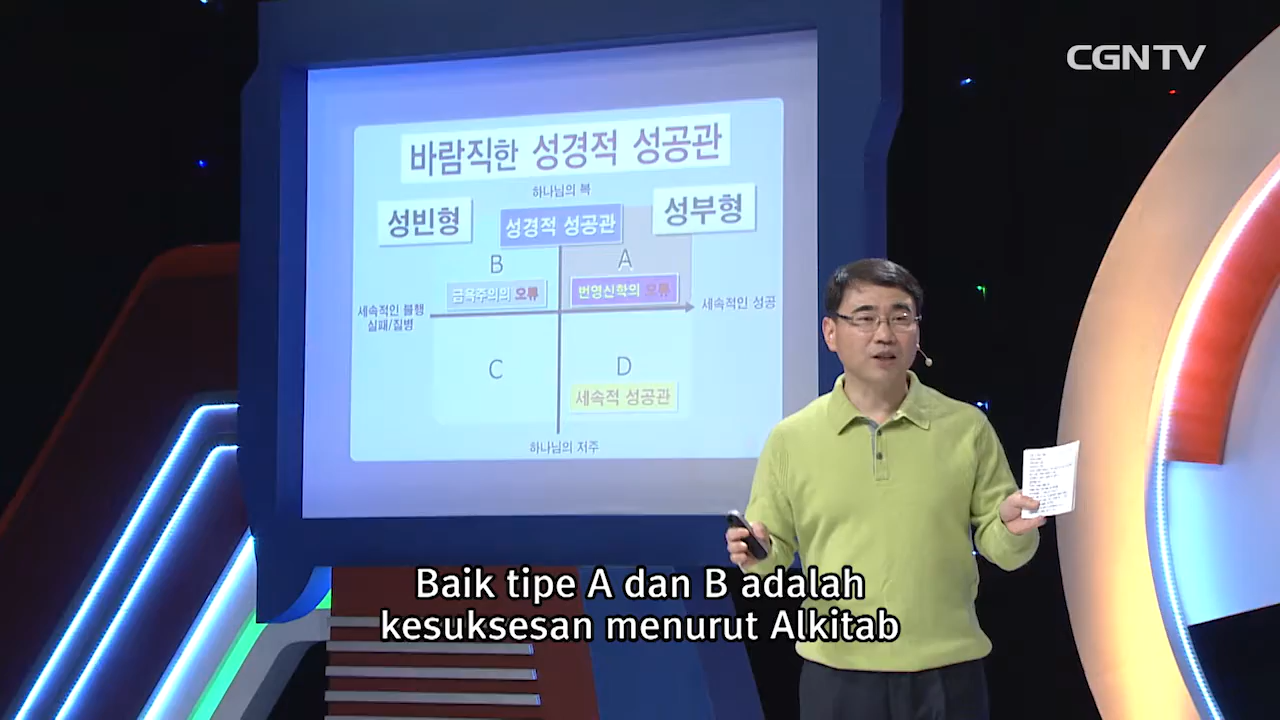 CGNTV
바람직한 성경적 성공관
하나님의 복
성빈형
성경적 성공관
성부형
B
A
금욕주의의 오류
번영신학의 오류
세속적인 불행
실패/질병
세속적인 성공
C
D
세속적 성공관
하나님의 저주
Baik tipe A dan B adalah
kesuksesan menurut Alkitab